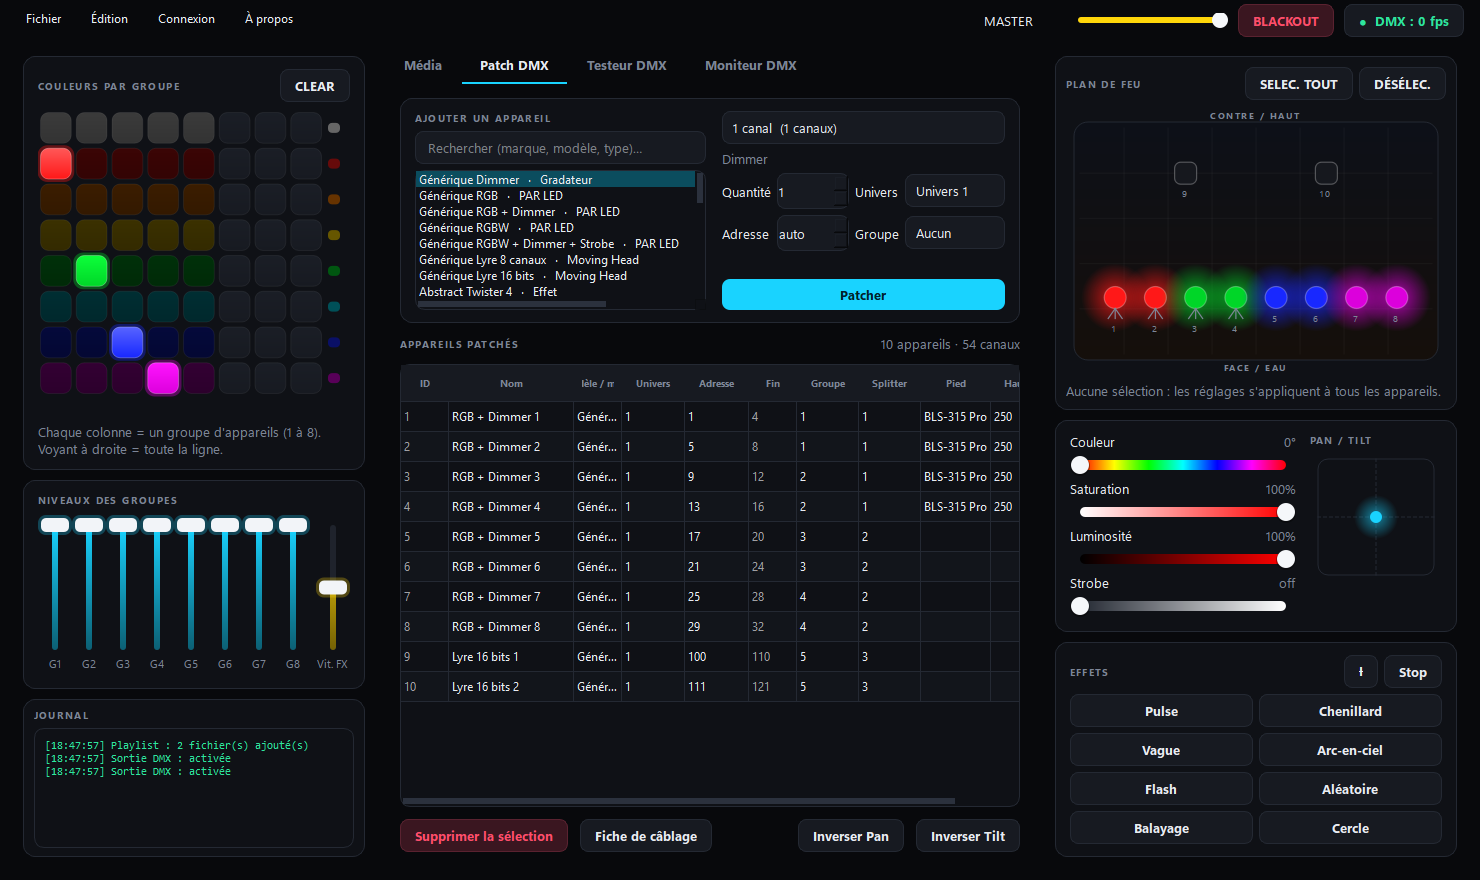 Fichier Édition Connexion À propos
MASTER
BLACKOUT
● DMX : 0 fps
COULEURS PAR GROUPE
CLEAR
Chaque colonne = un groupe d'appareils (1 à 8).
Voyant à droite = toute la ligne.
NIVEAUX DES GROUPES
G1 G2 G3 G4 G5 G6 G7 G8 Vit. FX
JOURNAL
[18:47:57] Playlist : 2 fichier(s) ajouté(s)
[18:47:57] Sortie DMX : activée
[18:47:57] Sortie DMX : activée
Média Patch DMX Testeur DMX Moniteur DMX
AJOUTER UN APPAREIL
Rechercher (marque, modèle, type)...
Générique Dimmer · Gradateur
Générique RGB · PAR LED
Générique RGB + Dimmer · PAR LED
Générique RGBW · PAR LED
Générique RGBW + Dimmer + Strobe · PAR LED
Générique Lyre 8 canaux · Moving Head
Générique Lyre 16 bits · Moving Head
Abstract Twister 4 · Effet
1 canal (1 canaux)
Dimmer
Quantité 1 Univers Univers 1
Adresse auto Groupe Aucun
Patcher
APPAREILS PATCHÉS
10 appareils · 54 canaux
ID Nom lèle / n Univers Adresse Fin Groupe Splitter Pied Hau
1 RGB + Dimmer 1 Génér... 1 1 4 1 1 BLS-315 Pro 250
2 RGB + Dimmer 2 Génér... 1 5 8 1 1 BLS-315 Pro 250
3 RGB + Dimmer 3 Génér... 1 9 12 2 1 BLS-315 Pro 250
4 RGB + Dimmer 4 Génér... 1 13 16 2 1 BLS-315 Pro 250
5 RGB + Dimmer 5 Génér... 1 17 20 3 2
6 RGB + Dimmer 6 Génér... 1 21 24 3 2
7 RGB + Dimmer 7 Génér... 1 25 28 4 2
8 RGB + Dimmer 8 Génér... 1 29 32 4 2
9 Lyre 16 bits 1 Génér... 1 100 110 5 3
10 Lyre 16 bits 2 Génér... 1 111 121 5 3
Supprimer la sélection
Fiche de câblage
Inverser Pan
Inverser Tilt
PLAN DE FEU
SELEC. TOUT
DÉSÉLEC.
CONTRE / HAUT
9 10
1 2 3 4 5 6 7 8
FACE / EAU
Aucune sélection : les réglages s'appliquent à tous les appareils.
Couleur 0°
Saturation 100%
Luminosité 100%
Strobe off
PAN / TILT
EFFETS
Stop
Pulse Chenillard
Vague Arc-en-ciel
Flash Aléatoire
Balayage Cercle